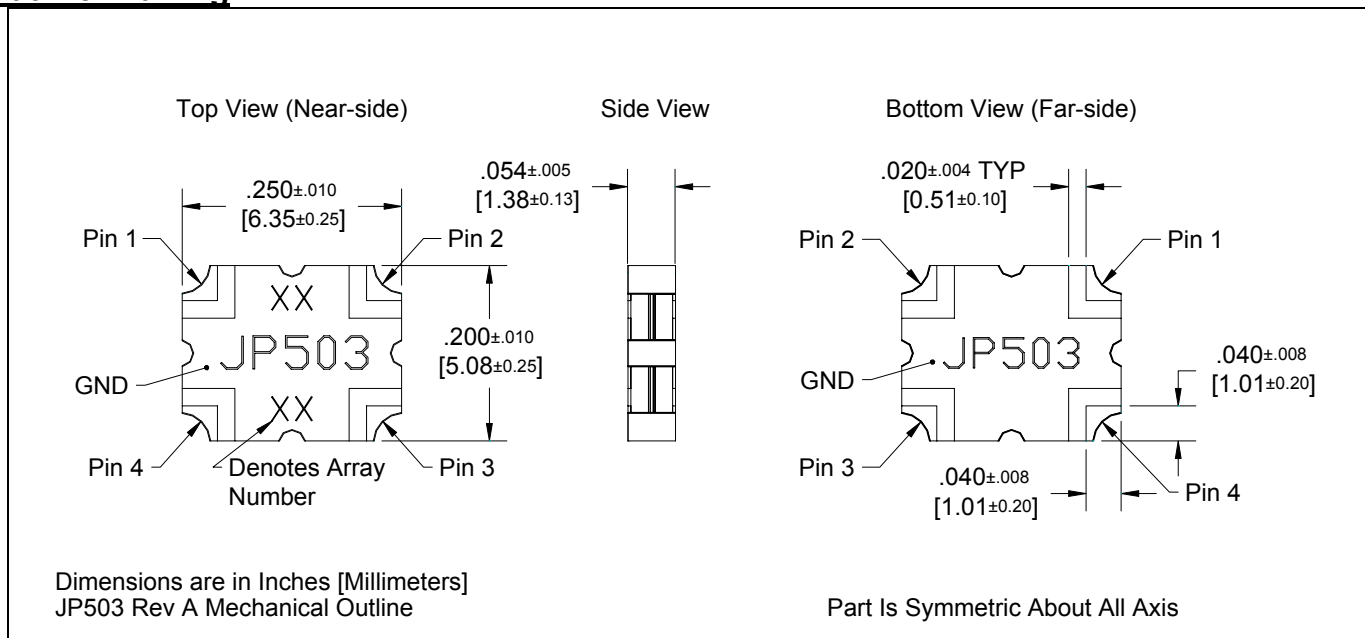 Top View (Near-side)
Side View
Bottom View (Far-side)
.250±.010
[6.35±0.25]
.054±.005
[1.38±0.13]
.020±.004 TYP
[0.51±0.10]
Pin 1
Pin 2
Pin 2
Pin 1
XX
JP503
XX
.200±.010
[5.08±0.25]
GND
JP503
GND
.040±.008
[1.01±0.20]
Pin 4
Denotes Array
Number
Pin 3
Pin 3
.040±.008
[1.01±0.20]
Pin 4
Dimensions are in Inches [Millimeters]
JP503 Rev A Mechanical Outline
Part Is Symmetric About All Axis